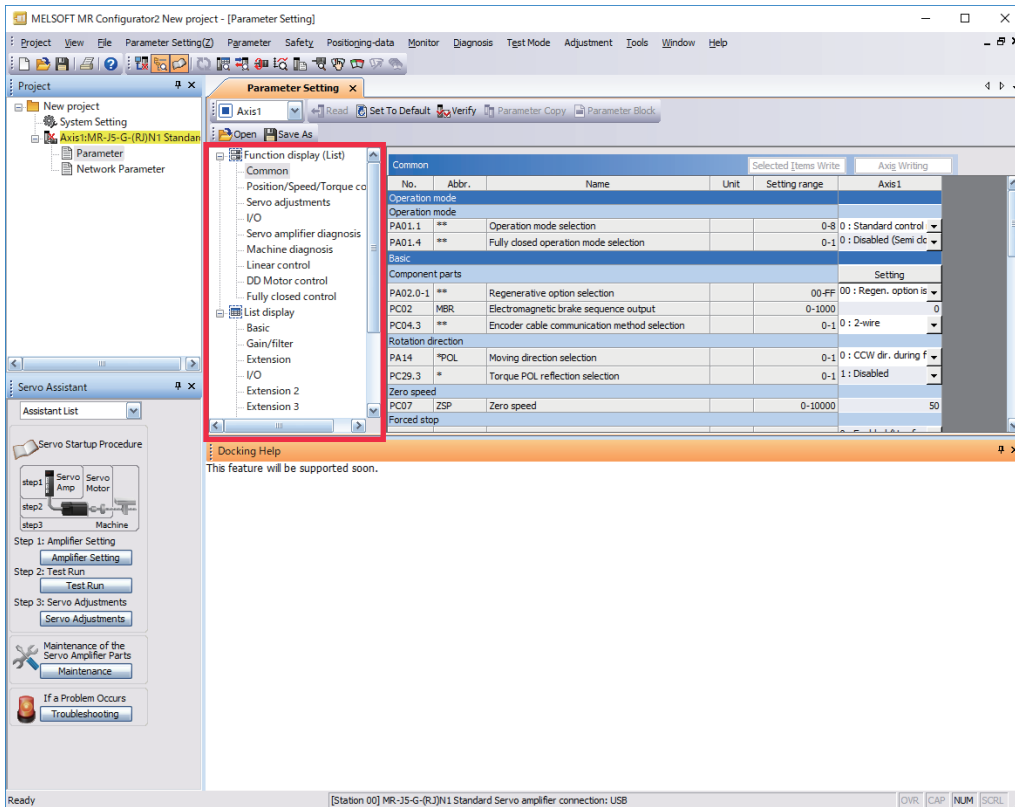 MELSOFT MR Configurator2 New project - [Parameter Setting]
Project View File Parameter Setting(Z) Parameter Safety Positioning-data Monitor Diagnosis Test Mode Adjustment Tools Window Help
Project
New project
System Setting
Axis1:MR-J5-G-(RJ)N1 Standar
Parameter
Network Parameter
Servo Assistant
Assistant List
Servo Startup Procedure
step1
Servo Amp
Servo Motor
step2
step3
Machine
Step 1: Amplifier Setting
Amplifier Setting
Step 2: Test Run
Test Run
Step 3: Servo Adjustments
Servo Adjustments
Maintenance of the
Servo Amplifier Parts
Maintenance
If a Problem Occurs
Troubleshooting
Parameter Setting
Axis1 Read Set To Default Verify Parameter Copy Parameter Block
Open Save As
Function display (List)
Common
Position/Speed/Torque co
Servo adjustments
I/O
Servo amplifier diagnosis
Machine diagnosis
Linear control
DD Motor control
Fully closed control
List display
Basic
Gain/filter
Extension
I/O
Extension 2
Extension 3
Common Selected Items Write Axis Writing
No. Abbr. Name Unit Setting range Axis1
Operation mode
Operation mode
PA01.1 ** Operation mode selection 0-8 0 : Standard control
PA01.4 ** Fully closed operation mode selection 0-1 0 : Disabled (Semi clc
Basic
Component parts Setting
PA02.0-1 ** Regenerative option selection 00-FF 00 : Regen. option is
PC02 MBR Electromagnetic brake sequence output 0-1000 0
PC04.3 ** Encoder cable communication method selection 0-1 0 : 2-wire
Rotation direction
PA14 *POL Moving direction selection 0-1 0 : CCW dir. during f
PC29.3 * Torque POL reflection selection 0-1 1 : Disabled
Zero speed
PC07 ZSP Zero speed 0-10000 50
Forced stop
Docking Help
This feature will be supported soon.
Ready [Station 00] MR-J5-G-(RJ)N1 Standard Servo amplifier connection: USB OVR CAP NUM SCRL